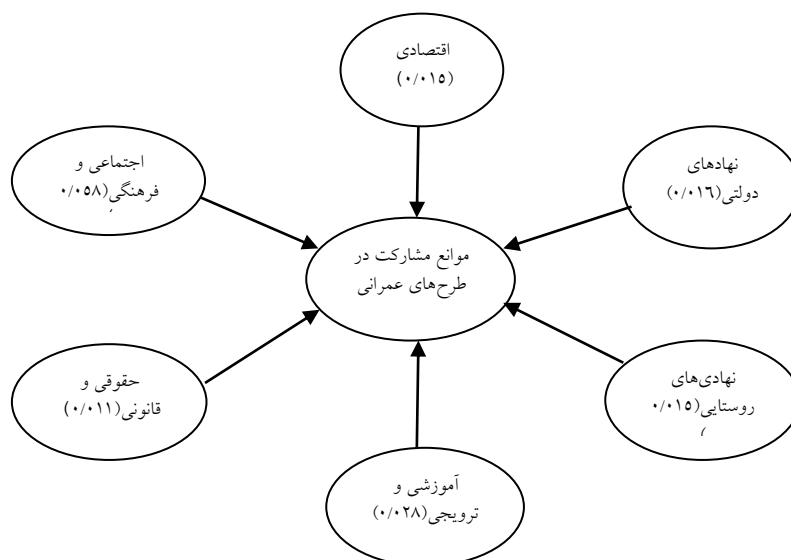 اقتصادی
(۰/۰۱۵)
نهادهای
دولتی(۰/۰۱۶)
اجتماعی و
فرهنگی(۰/۰۵۸
موانع مشارکت در
طرح‌های عمرانی
نهادی‌های
روستایی(۰/۰۱۵
)
حقوقی و
قانونی(۰/۰۱۱)
آموزشی و
ترویجی(۰/۰۲۸)